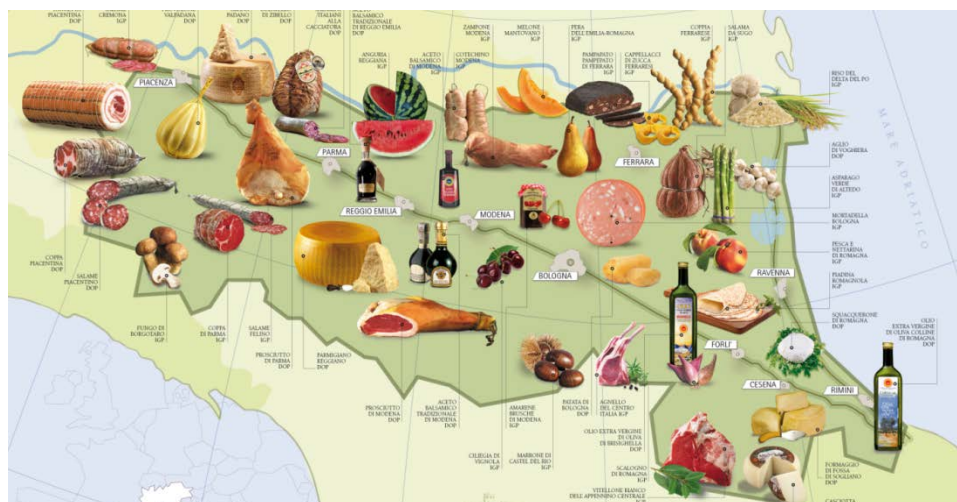 PIACENTINA
DOP
CREMONA
IGP
VALPADANA
DOP
PADANO
DOP
DI ZIBELLO
DOP
ITALIANI
ALLA
CACCIATORA
DOP
BALSAMICO
TRADIZIONALE
DI REGGIO EMILIA
DOP
ZAMPONE
MODENA
IGP
MELONE
MANTOVANO
IGP
PERA
DELL'EMILIA-ROMAGNA
IGP
COPPIA
FERRARESE
IGP
SALAMA
DA SUGO
IGP
ANGURIA
REGGIANA
IGP
ACETO
BALSAMICO
DI MODENA
IGP
COTECHINO
MODENA
IGP
PAMPAPATO
PAMPEPATO
DI FERRARA
IGP
CAPPELLACCI
DI ZUCCA
FERRARESI
IGP
RISO DEL
DELTA DEL PO
IGP
PIACENZA
PARMA
REGGIO EMILIA
MODENA
FERRARA
BOLOGNA
RAVENNA
FORLI'
CESENA
RIMINI
MARE ADRIATICO
AGLIO
DI VOGHIERA
DOP
ASPARAGO
VERDE
DI ALTEDO
IGP
MORTADELLA
BOLOGNA
IGP
PESCA E
NETTARINA
DI ROMAGNA
IGP
PIADINA
ROMAGNOLA
IGP
SQUACQUERONE
DI ROMAGNA
DOP
OLIO
EXTRA VERGINE
DI OLIVA COLLINE
DI ROMAGNA
DOP
COPPA
PIACENTINA
DOP
SALAME
PIACENTINO
DOP
FUNGO DI
BORGOTARO
IGP
COPPA
DI PARMA
IGP
SALAME
FELINO
IGP
PROSCIUTTO
DI PARMA
DOP
PARMIGIANO
REGGIANO
DOP
PROSCIUTTO
DI MODENA
DOP
ACETO
BALSAMICO
TRADIZIONALE
DI MODENA
DOP
CILIEGIA DI
VIGNOLA
IGP
AMARENE
BRUSCHE
DI MODENA
IGP
MARRONE DI
CASTEL DEL RIO
IGP
PATATA DI
BOLOGNA
DOP
AGNELLO
DEL CENTRO
ITALIA IGP
OLIO EXTRA VERGINE
DI OLIVA
DI BRISIGHELLA
DOP
SCALOGNO
DI ROMAGNA
IGP
VITELLONE BIANCO
DELL'APPENNINO CENTRALE
IGP
FORMAGGIO
DI FOSSA
DI SOGLIANO
DOP
CASCIOTTA